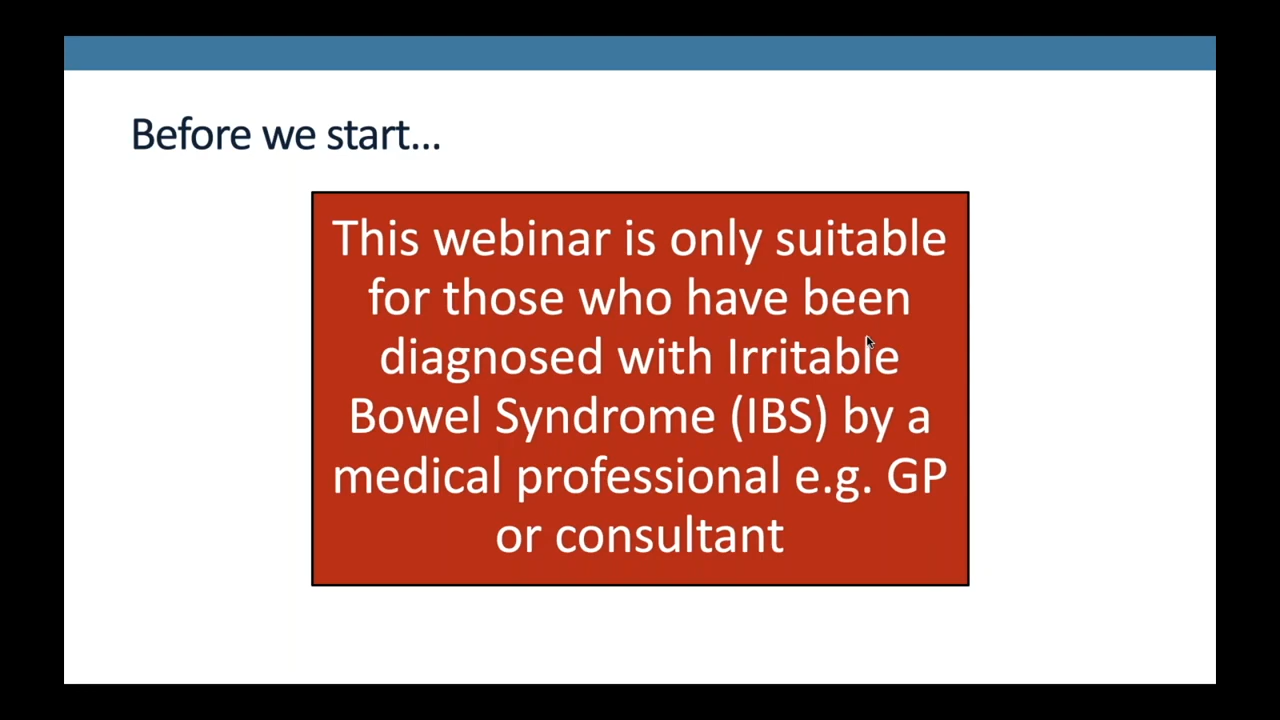 Before we start...
This webinar is only suitable
for those who have been
diagnosed with Irritable
Bowel Syndrome (IBS) by a
medical professional e.g. GP
or consultant